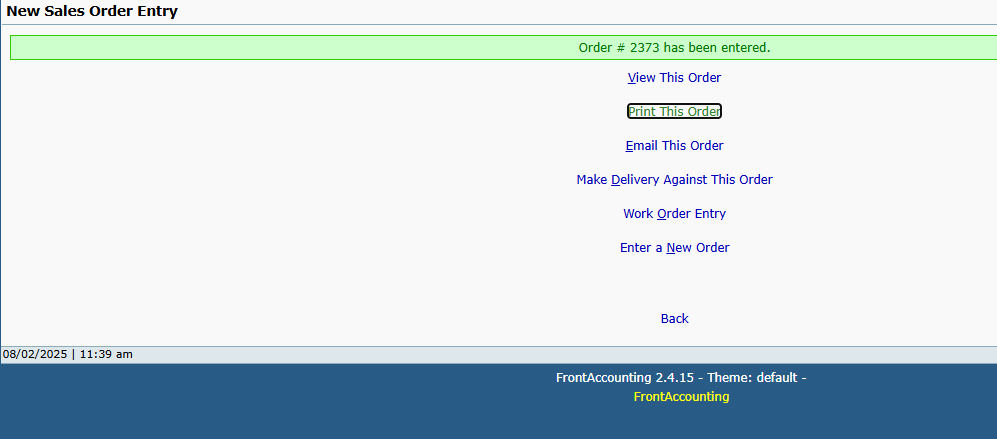 New Sales Order Entry
Order # 2373 has been entered.
View This Order
Print This Order
Email This Order
Make Delivery Against This Order
Work Order Entry
Enter a New Order
Back
08/02/2025 | 11:39 am
FrontAccounting 2.4.15 - Theme: default -
FrontAccounting